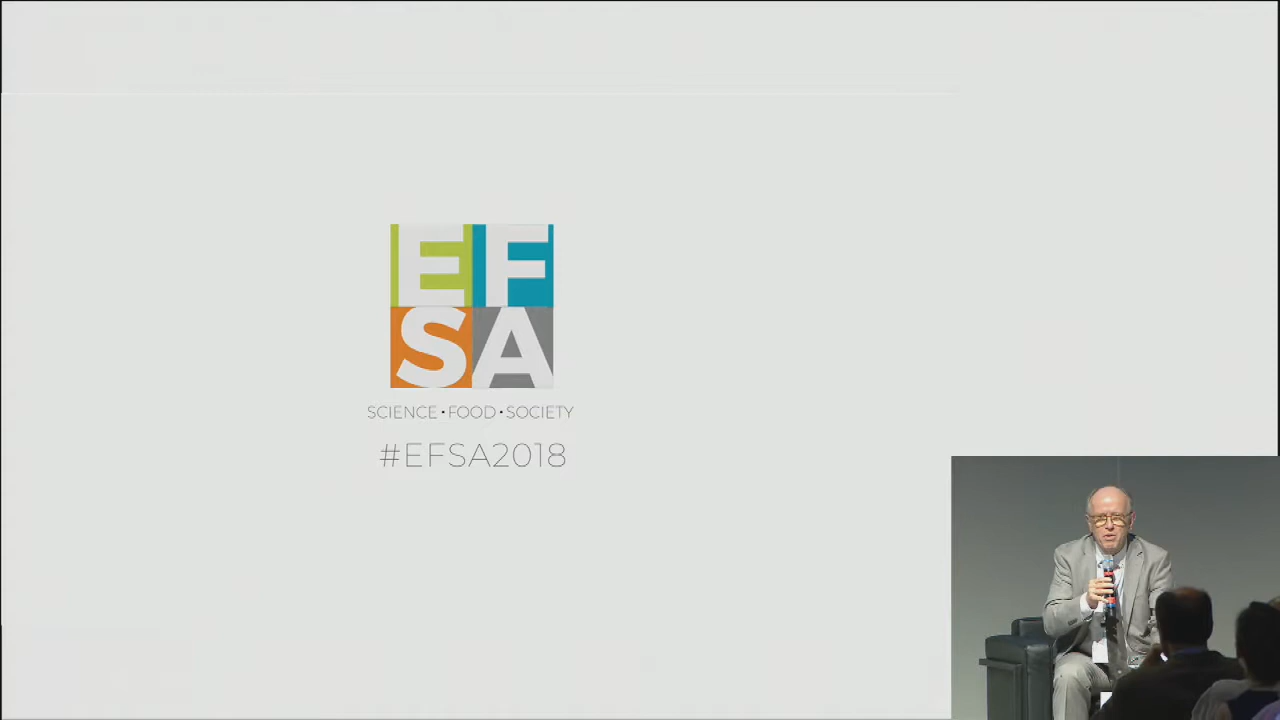 EF
SA
SCIENCE • FOOD • SOCIETY
#EFSA2018